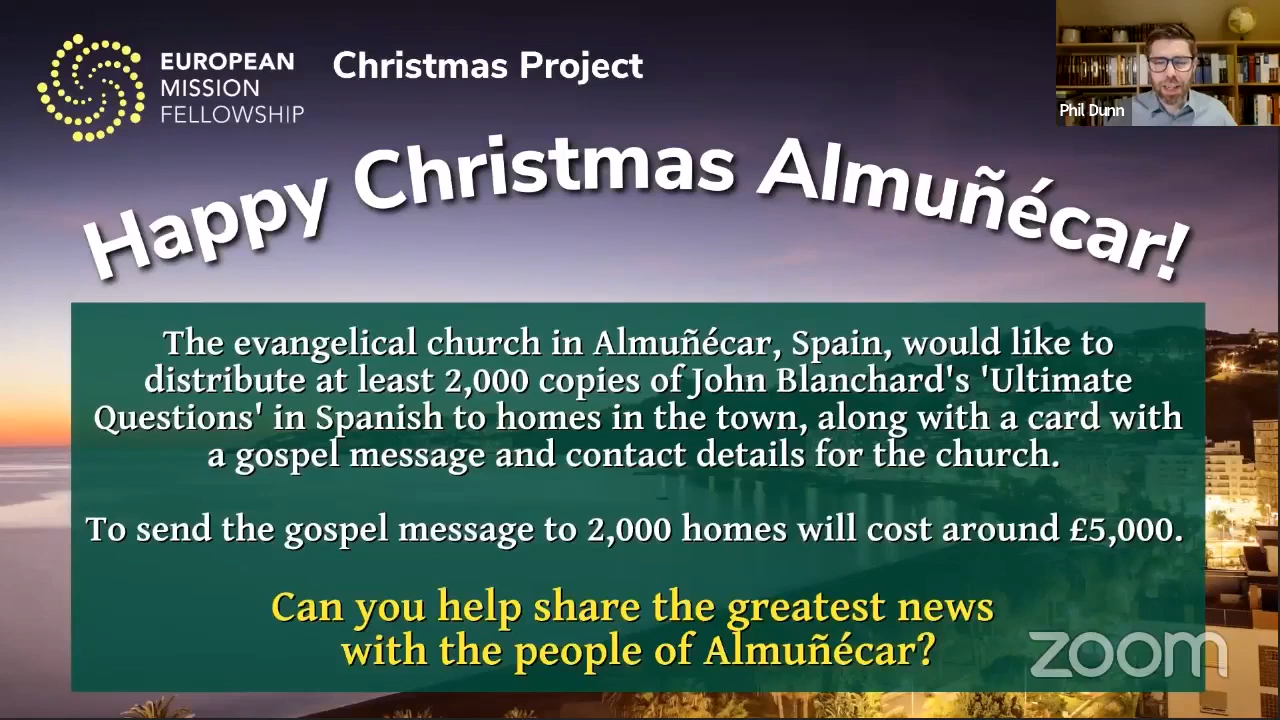 EUROPEAN
MISSION
FELLOWSHIP
Christmas Project
Phil Dunn
Happy Christmas Almuñécar!
The evangelical church in Almuñécar, Spain, would like to
distribute at least 2,000 copies of John Blanchard's 'Ultimate
Questions' in Spanish to homes in the town, along with a card with
a gospel message and contact details for the church.
To send the gospel message to 2,000 homes will cost around £5,000.
Can you help share the greatest news
with the people of Almuñécar?
zoom